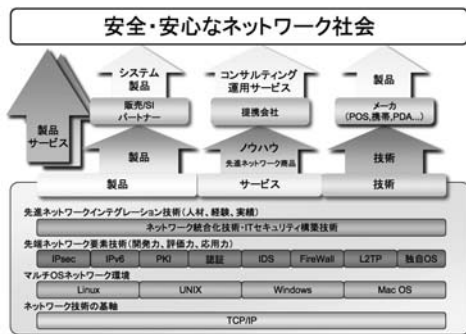 安全・安心なネットワーク社会
システム
製品
コンサルティング
運用サービス
製品
販売/SI
パートナー
提携会社
メーカ
(POS,携帯,PDA...)
製品
サービス
製品
ノウハウ
先進ネットワーク商品
技術
製品
サービス
技術
先進ネットワークインテグレーション技術(人材、経験、実績)
ネットワーク統合化技術・ITセキュリティ構築技術
先端ネットワーク要素技術(開発力、評価力、応用力)
IPsec IPv6 PKI 認証 IDS FireWall L2TP 独自OS
マルチOSネットワーク環境
Linux UNIX Windows Mac OS
ネットワーク技術の基軸
TCP/IP